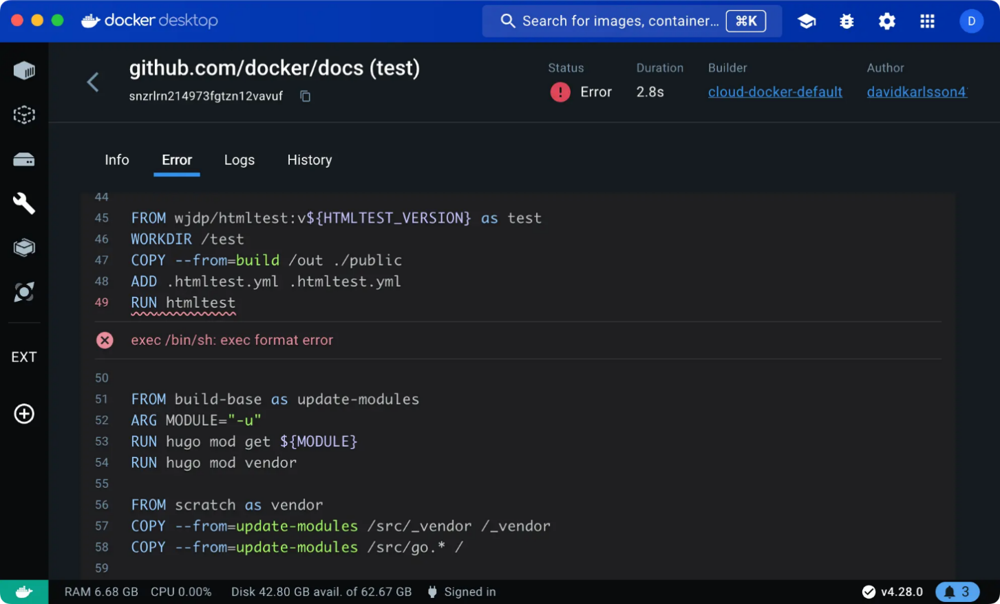 docker desktop
Search for images, container... ⌘K
D
github.com/docker/docs (test)
snzrlrn214973fgtzn12vavuf
Status Duration Builder Author
Error 2.8s cloud-docker-default davidkarlsson4
Info Error Logs History
44
45 FROM wjdp/htmltest:v${HTMLTEST_VERSION} as test
46 WORKDIR /test
47 COPY --from=build /out ./public
48 ADD .htmltest.yml .htmltest.yml
49 RUN htmltest
exec /bin/sh: exec format error
50
51 FROM build-base as update-modules
52 ARG MODULE="-u"
53 RUN hugo mod get ${MODULE}
54 RUN hugo mod vendor
55
56 FROM scratch as vendor
57 COPY --from=update-modules /src/_vendor /_vendor
58 COPY --from=update-modules /src/go.* /
59
EXT
RAM 6.68 GB CPU 0.00% Disk 42.80 GB avail. of 62.67 GB Signed in v4.28.0 3